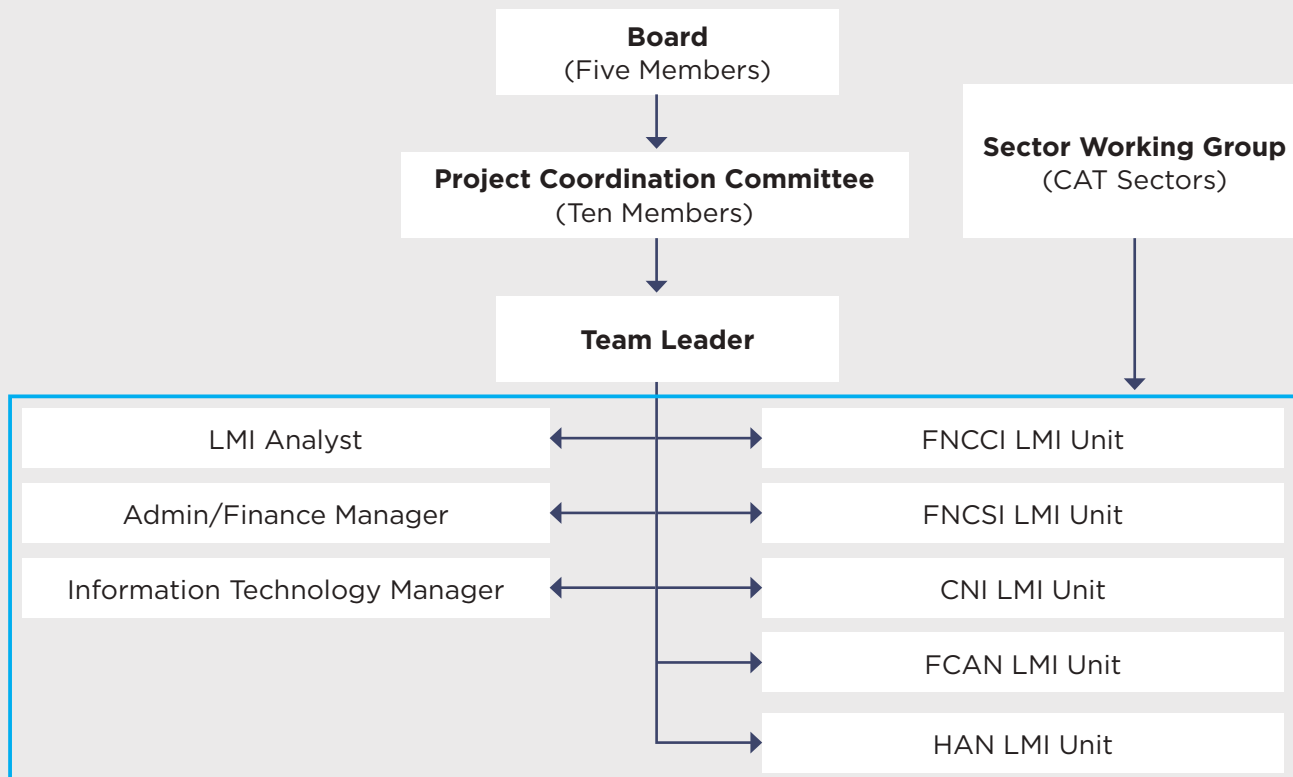 Board
(Five Members)
Project Coordination Committee
(Ten Members)
Sector Working Group
(CAT Sectors)
Team Leader
LMI Analyst
FNCCI LMI Unit
Admin/Finance Manager
FNCSI LMI Unit
Information Technology Manager
CNI LMI Unit
FCAN LMI Unit
HAN LMI Unit